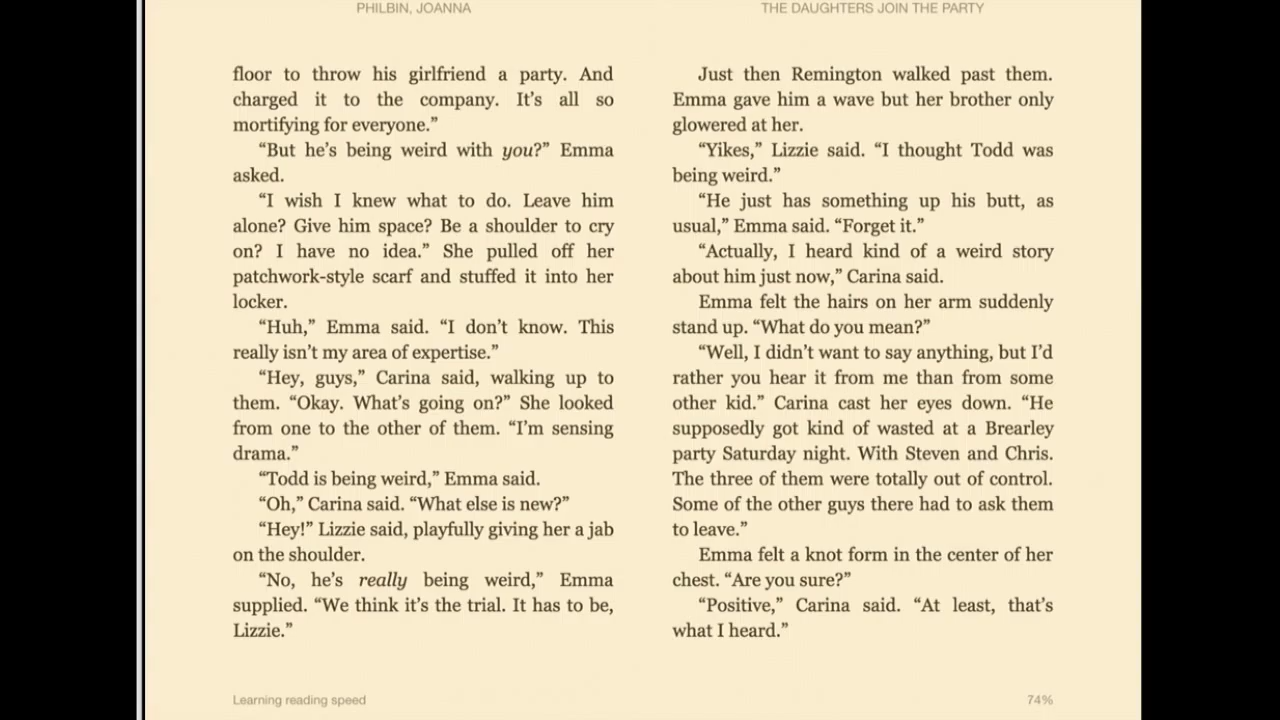 PHILBIN, JOANNA
THE DAUGHTERS JOIN THE PARTY
floor to throw his girlfriend a party. And
charged it to the company. It’s all so
mortifying for everyone.”
“But he’s being weird with you?” Emma
asked.
“I wish I knew what to do. Leave him
alone? Give him space? Be a shoulder to cry
on? I have no idea.” She pulled off her
patchwork-style scarf and stuffed it into her
locker.
“Huh,” Emma said. “I don’t know. This
really isn’t my area of expertise.”
“Hey, guys,” Carina said, walking up to
them. “Okay. What’s going on?” She looked
from one to the other of them. “I’m sensing
drama.”
“Todd is being weird,” Emma said.
“Oh,” Carina said. “What else is new?”
“Hey!” Lizzie said, playfully giving her a jab
on the shoulder.
“No, he’s really being weird,” Emma
supplied. “We think it’s the trial. It has to be,
Lizzie.”
Just then Remington walked past them.
Emma gave him a wave but her brother only
glowered at her.
“Yikes,” Lizzie said. “I thought Todd was
being weird.”
“He just has something up his butt, as
usual,” Emma said. “Forget it.”
“Actually, I heard kind of a weird story
about him just now,” Carina said.
Emma felt the hairs on her arm suddenly
stand up. “What do you mean?”
“Well, I didn’t want to say anything, but I’d
rather you hear it from me than from some
other kid.” Carina cast her eyes down. “He
supposedly got kind of wasted at a Brearley
party Saturday night. With Steven and Chris.
The three of them were totally out of control.
Some of the other guys there had to ask them
to leave.”
Emma felt a knot form in the center of her
chest. “Are you sure?”
“Positive,” Carina said. “At least, that’s
what I heard.”
Learning reading speed
74%